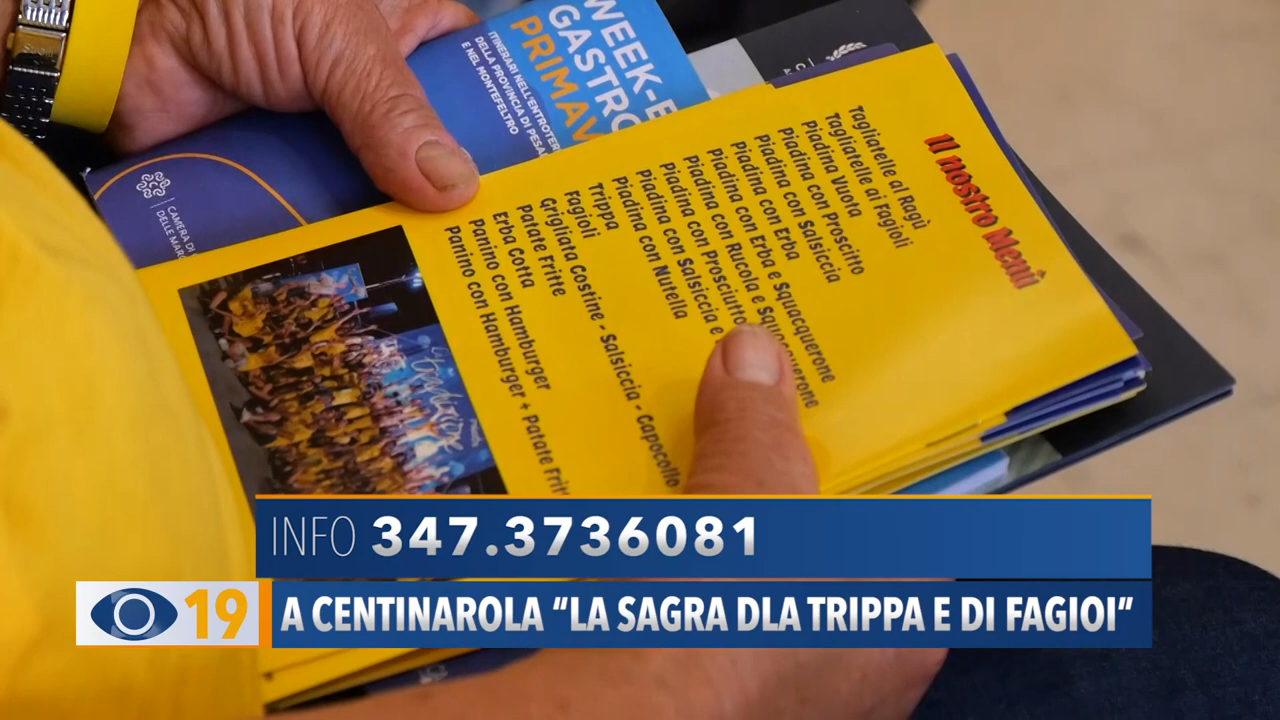 WEEK-E
GASTRO
PRIMAV
ITINERARI NELL'ENTROTER
DELLA PROVINCIA DI PESA
E NEL MONTEFELTRO
CAMERA DI
DELLE MAR
Il nostro Menù
Tagliatelle al Ragù
Tagliatelle ai Fagioli
Piadina Vuota
Piadina con Proscitto
Piadina con Salsiccia
Piadina con Erba
Piadina con Erba e Squacquerone
Piadina con Rucola e Squacquerone
Piadina con Prosciutto
Piadina con Salsiccia e
Piadina con Nutella
Trippa
Fagioli
Grigliata Costine - Salsiccia - Capocollo
Patate Fritte
Erba Cotta
Panino con Hamburger
Panino con Hamburger + Patate Frit
INFO 347.3736081
19
A CENTINAROLA “LA SAGRA DLA TRIPPA E DI FAGIOI”